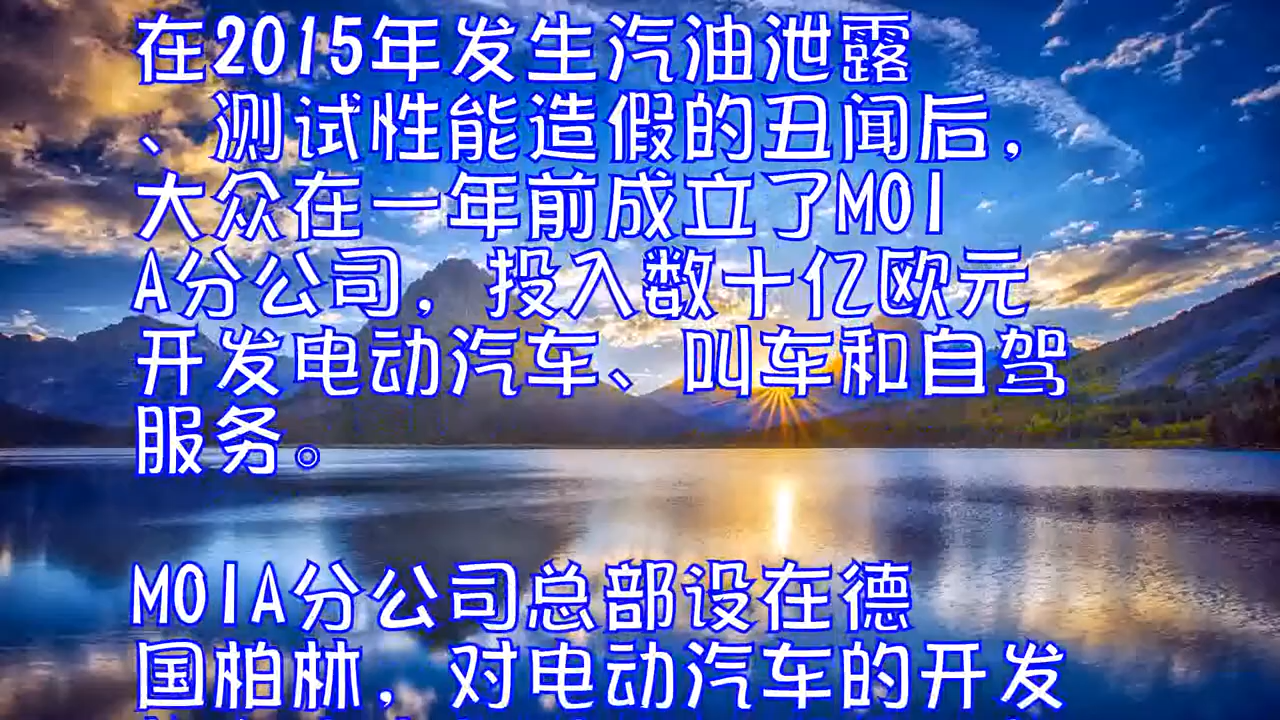 在2015年发生汽油泄露
、测试性能造假的丑闻后,
大众在一年前成立了MOI
A分公司,投入数十亿欧元
开发电动汽车、叫车和自驾
服务。
MOIA分公司总部设在德
国柏林,对电动汽车的开发